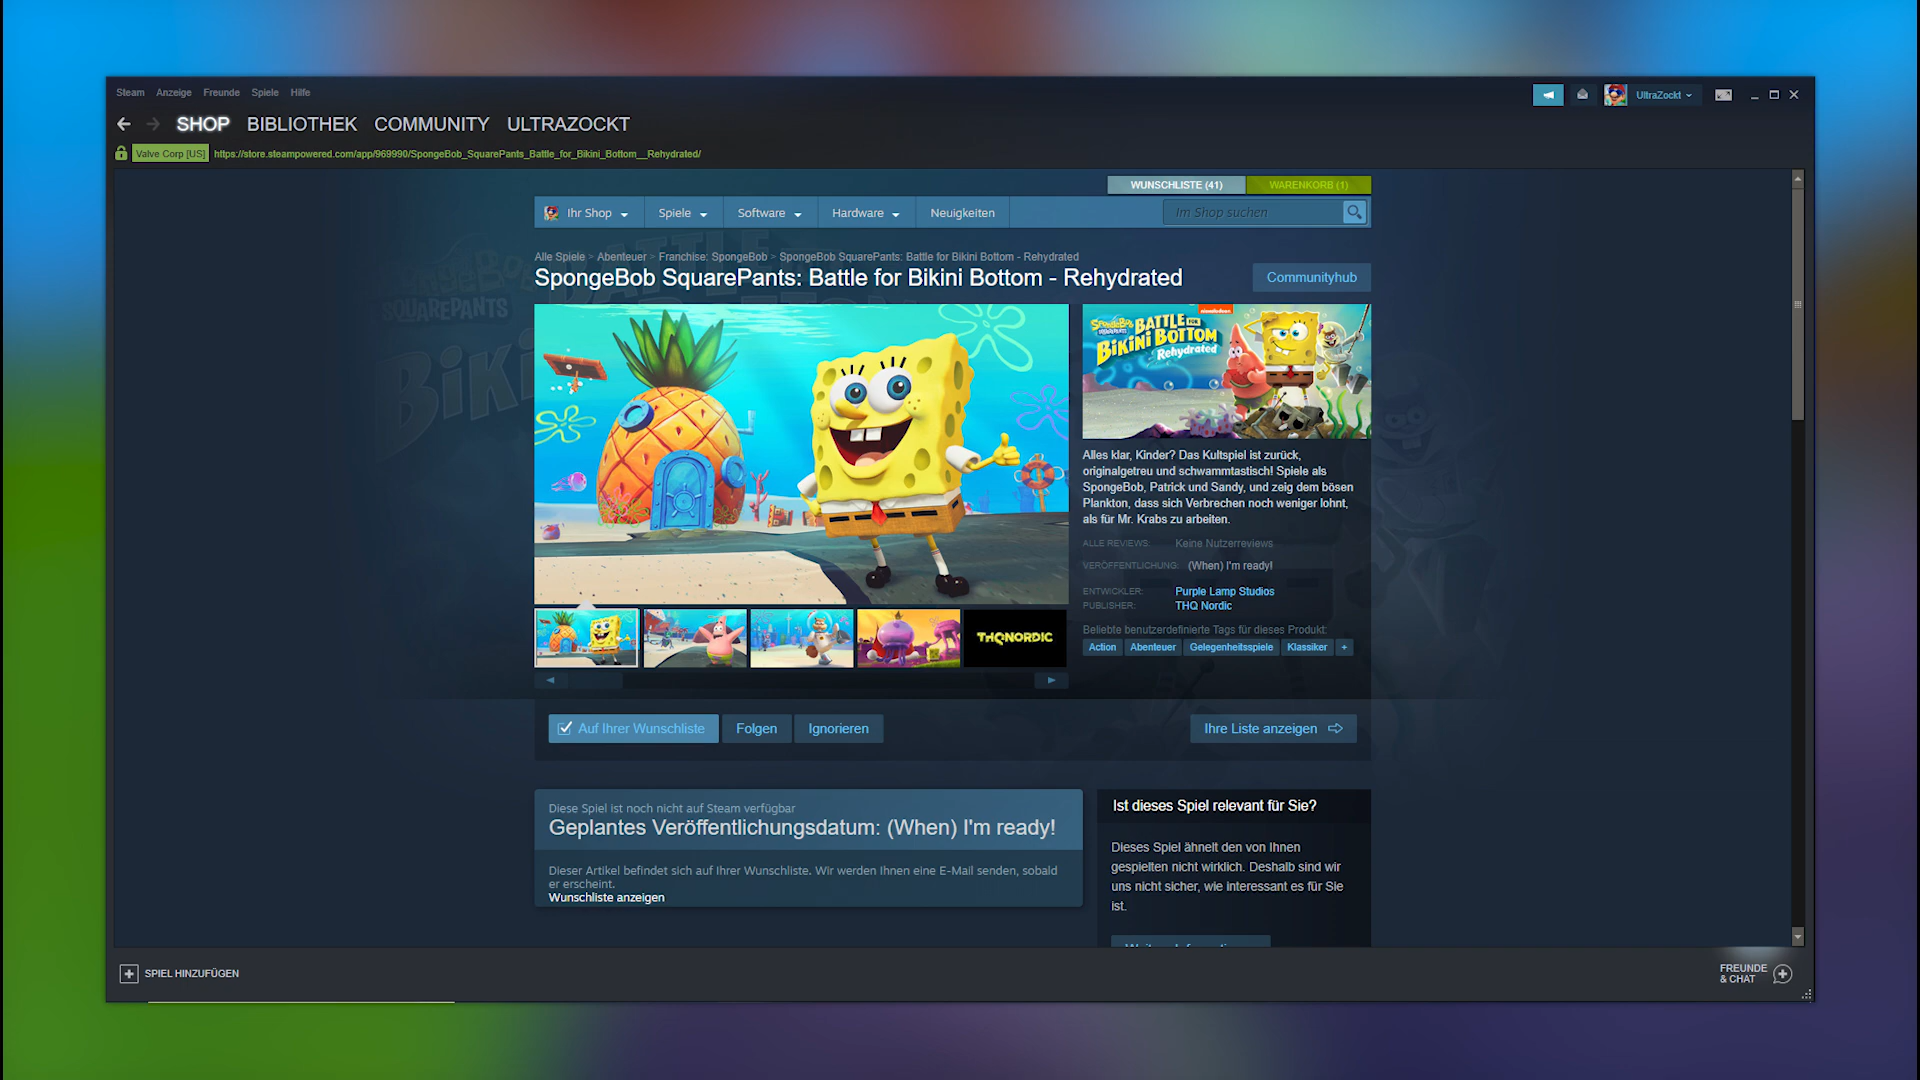 Steam Anzeige Freunde Spiele Hilfe
UltraZockt
SHOP BIBLIOTHEK COMMUNITY ULTRAZOCKT
Valve Corp [US] https://store.steampowered.com/app/969990/SpongeBob_SquarePants_Battle_for_Bikini_Bottom__Rehydrated/
WUNSCHLISTE (41) WARENKORB (1)
Ihr Shop Spiele Software Hardware Neuigkeiten Im Shop suchen
Alle Spiele > Abenteuer > Franchise: SpongeBob > SpongeBob SquarePants: Battle for Bikini Bottom - Rehydrated
SpongeBob SquarePants: Battle for Bikini Bottom - Rehydrated
Communityhub
nickelodeon
SpongeBob
SQUAREPANTS
BATTLE FOR
BiKiNi BOTTOM
Rehydrated
Alles klar, Kinder? Das Kultspiel ist zurück,
originalgetreu und schwammtastisch! Spiele als
SpongeBob, Patrick und Sandy, und zeig dem bösen
Plankton, dass sich Verbrechen noch weniger lohnt,
als für Mr. Krabs zu arbeiten.
ALLE REVIEWS: Keine Nutzerreviews
VERÖFFENTLICHUNG: (When) I'm ready!
ENTWICKLER: Purple Lamp Studios
PUBLISHER: THQ Nordic
Beliebte benutzerdefinierte Tags für dieses Produkt:
Action Abenteuer Gelegenheitsspiele Klassiker +
THQNORDIC
Auf Ihrer Wunschliste Folgen Ignorieren Ihre Liste anzeigen
Diese Spiel ist noch nicht auf Steam verfügbar
Geplantes Veröffentlichungsdatum: (When) I'm ready!
Dieser Artikel befindet sich auf Ihrer Wunschliste. Wir werden Ihnen eine E-Mail senden, sobald
er erscheint.
Wunschliste anzeigen
Ist dieses Spiel relevant für Sie?
Dieses Spiel ähnelt den von Ihnen
gespielten nicht wirklich. Deshalb sind wir
uns nicht sicher, wie interessant es für Sie
ist.
SPIEL HINZUFÜGEN
FREUNDE
& CHAT